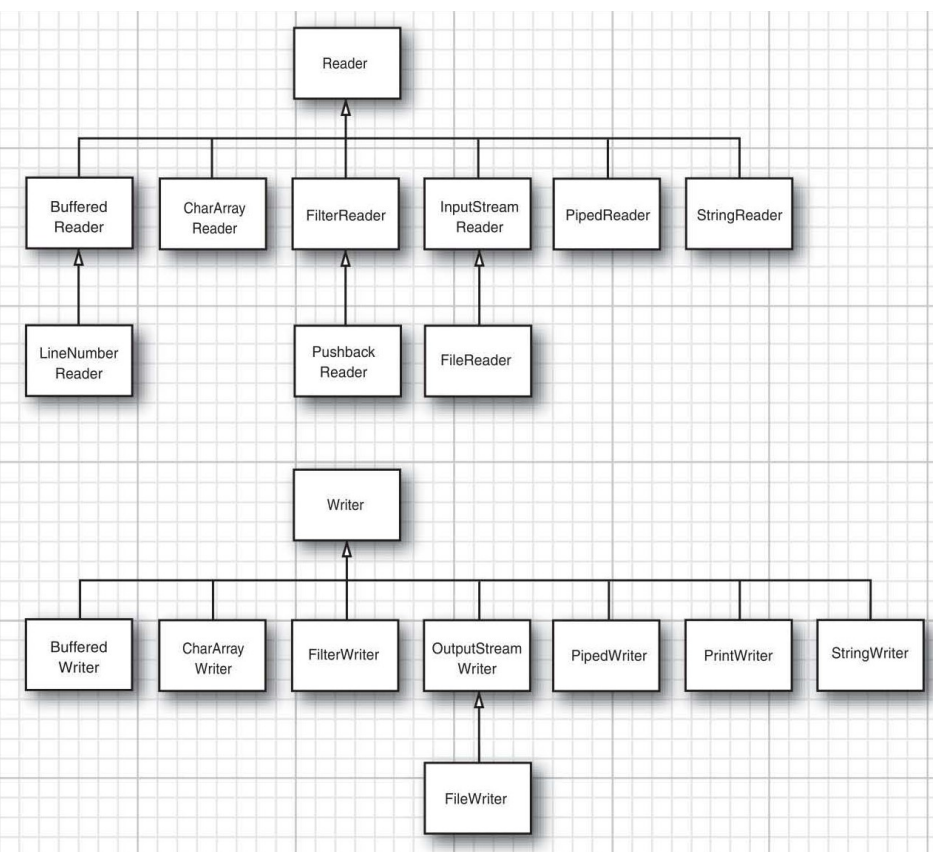 Reader
Buffered
Reader
CharArray
Reader
FilterReader
InputStream
Reader
PipedReader
StringReader
LineNumber
Reader
Pushback
Reader
FileReader
Writer
Buffered
Writer
CharArray
Writer
FilterWriter
OutputStream
Writer
PipedWriter
PrintWriter
StringWriter
FileWriter